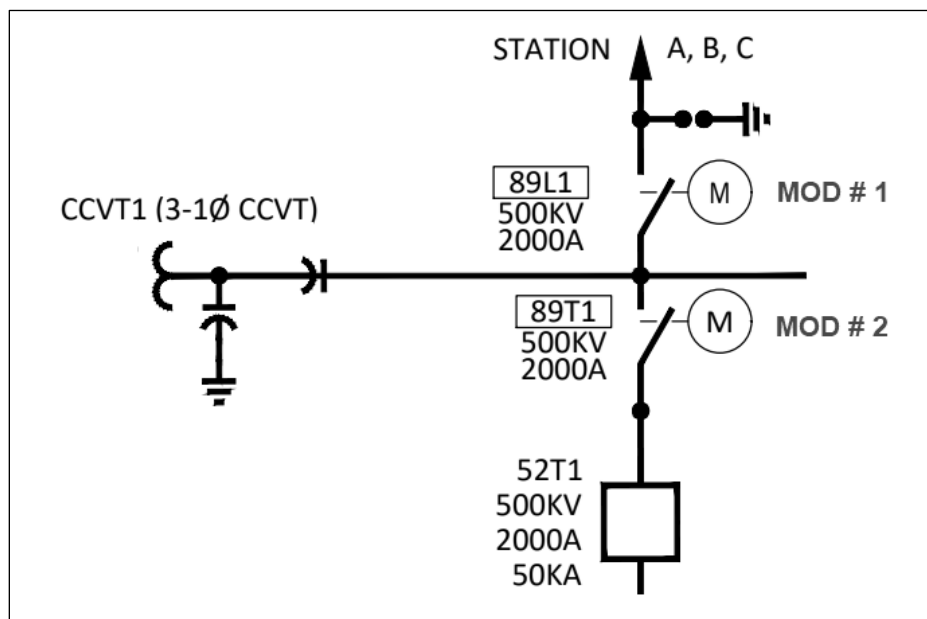 STATION A, B, C
89L1
500KV
2000A
M
MOD # 1
CCVT1 (3-1Ø CCVT)
89T1
500KV
2000A
M
MOD # 2
52T1
500KV
2000A
50KA